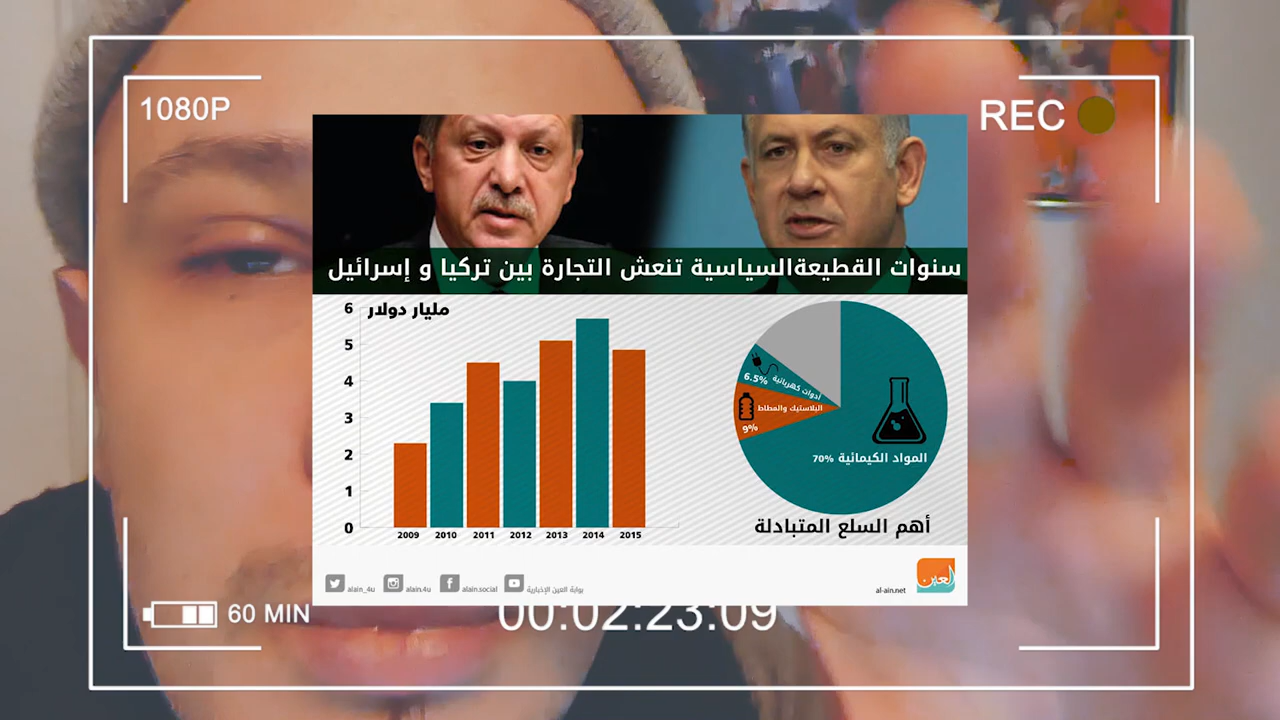 1080P
REC
سنوات القطيعةالسياسية تنعش التجارة بين تركيا و إسرائيل
مليار دولار
6
5
4
3
2
1
0
2009 2010 2011 2012 2013 2014 2015
أدوات كهربائية
6.5%
البلاستيك والمطاط
9%
المواد الكيمائية 70%
أهم السلع المتبادلة
alain_4u alain.4u alain.social بوابة العين الإخبارية
al-ain.net
العين
60 MIN
00:02:23:09